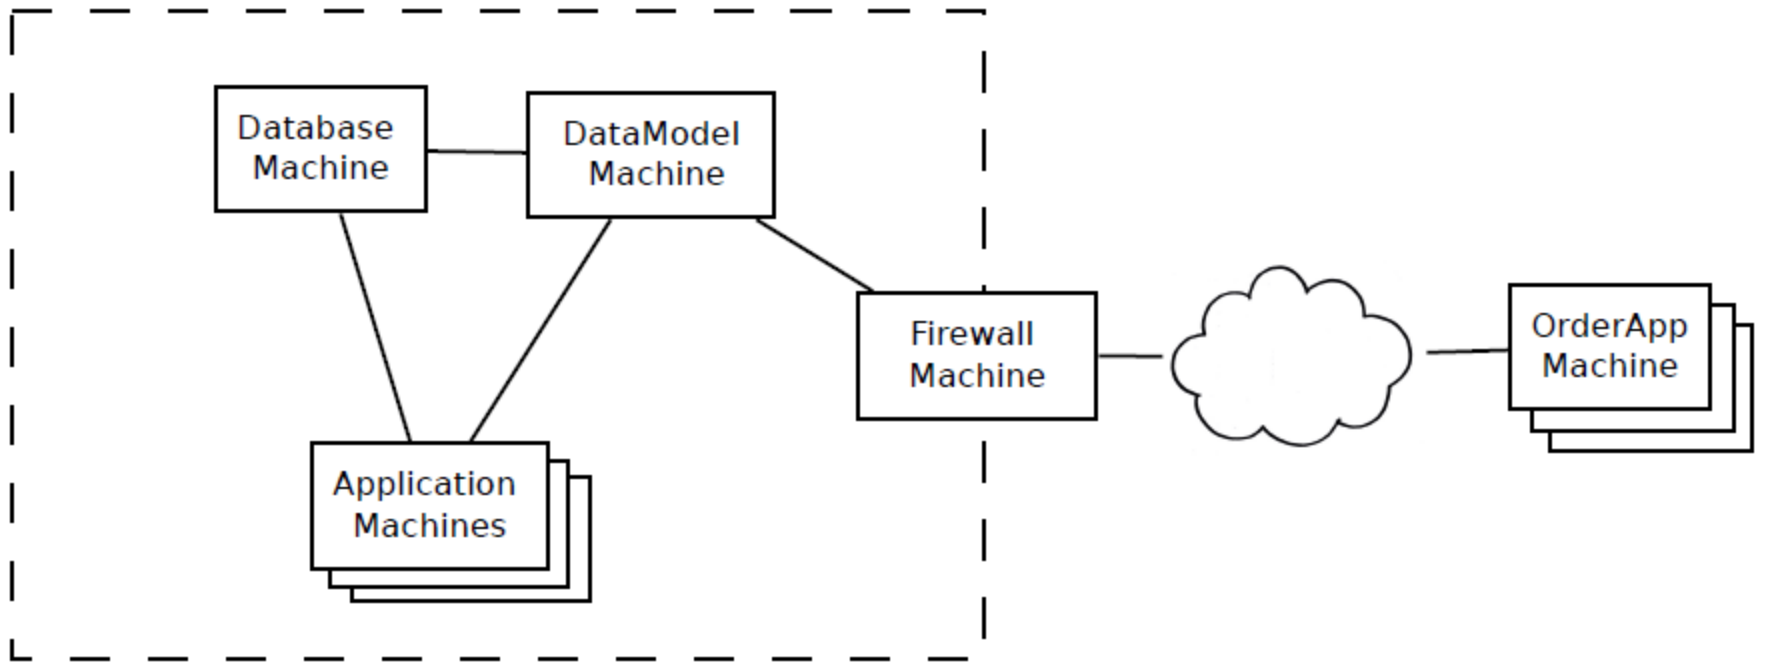 Database
Machine
DataModel
Machine
Firewall
Machine
OrderApp
Machine
Application
Machines